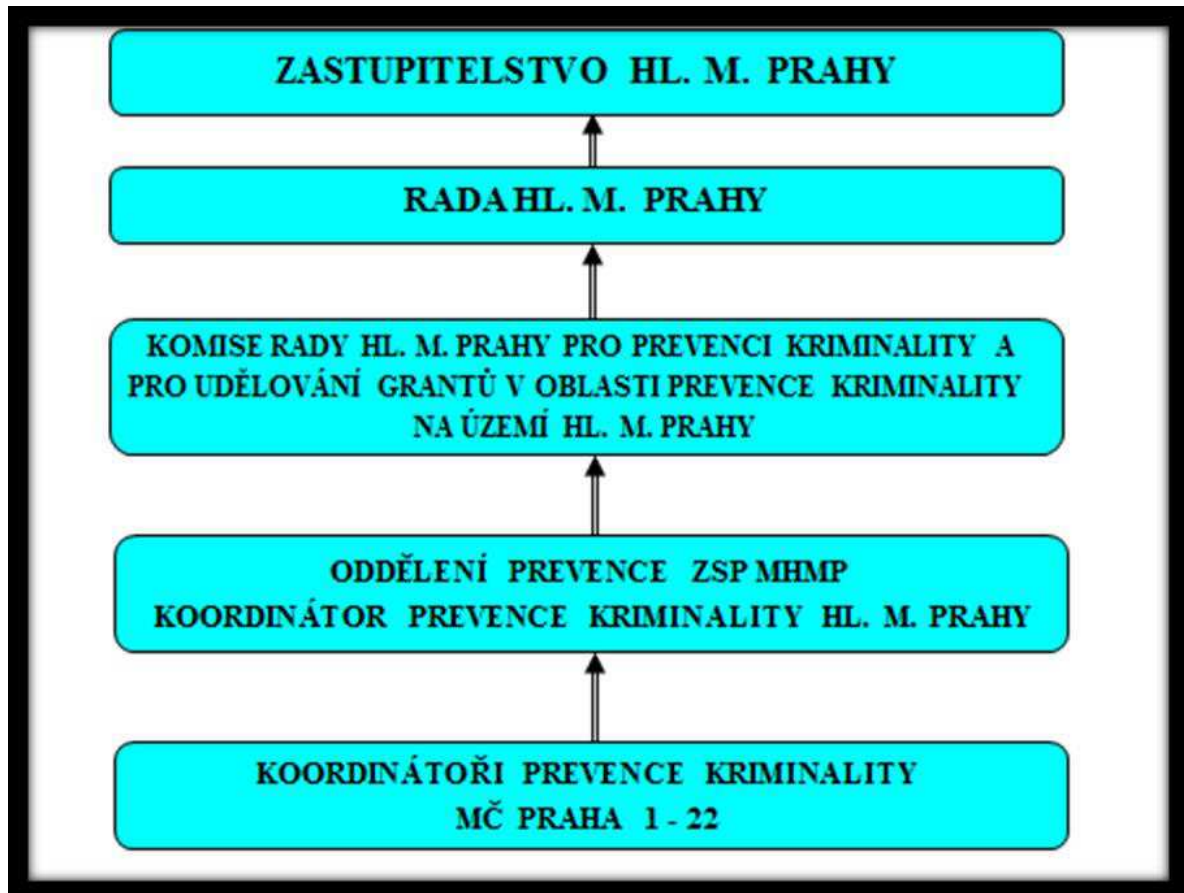 ZASTUPITELSTVO HL. M. PRAHY
RADA HL. M. PRAHY
KOMISE RADY HL. M. PRAHY PRO PREVENCI KRIMINALITY A
PRO UDĚLOVÁNÍ GRANTŮ V OBLASTI PREVENCE KRIMINALITY
NA ÚZEMÍ HL. M. PRAHY
ODDĚLENÍ PREVENCE ZSP MHMP
KOORDINÁTOR PREVENCE KRIMINALITY HL. M. PRAHY
KOORDINÁTOŘI PREVENCE KRIMINALITY
MČ PRAHA 1 - 22